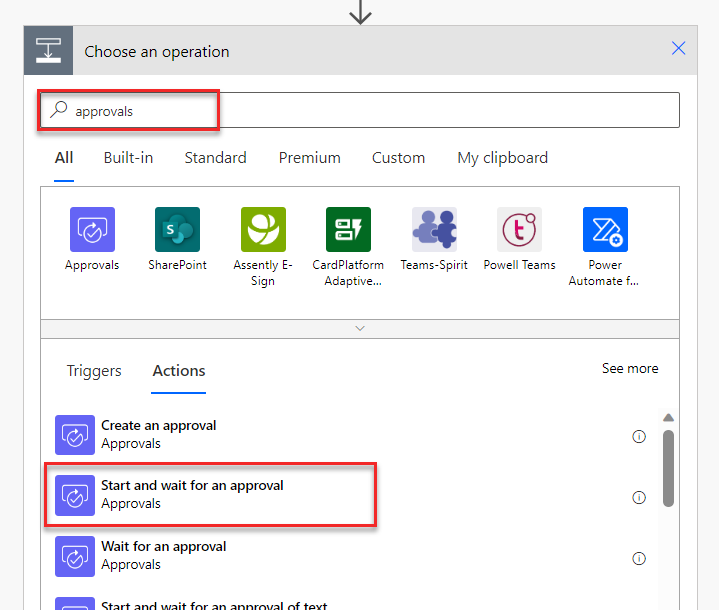 Choose an operation
approvals
All Built-in Standard Premium Custom My clipboard
Approvals SharePoint Assently E-Sign CardPlatform Adaptive... Teams-Spirit Powell Teams Power Automate f...
Triggers Actions See more
Create an approval
Approvals
Start and wait for an approval
Approvals
Wait for an approval
Approvals
Start and wait for an approval of text